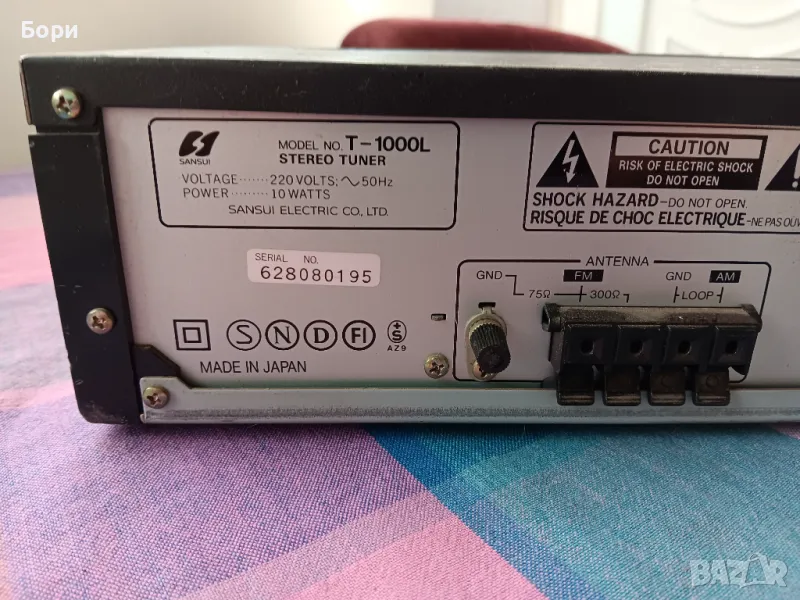 Бори
SANSUI
MODEL NO. T-1000L
STEREO TUNER
VOLTAGE······· 220 VOLTS; ∿ 50Hz
POWER ·········· 10 WATTS
SANSUI ELECTRIC CO., LTD.
CAUTION
RISK OF ELECTRIC SHOCK
DO NOT OPEN
SHOCK HAZARD–DO NOT OPEN.
RISQUE DE CHOC ELECTRIQUE–NE PAS OUV
SERIAL NO.
628080195
ANTENNA
GND FM GND AM
75Ω 300Ω LOOP
S N D FI S
AZ9
MADE IN JAPAN
BAZAR